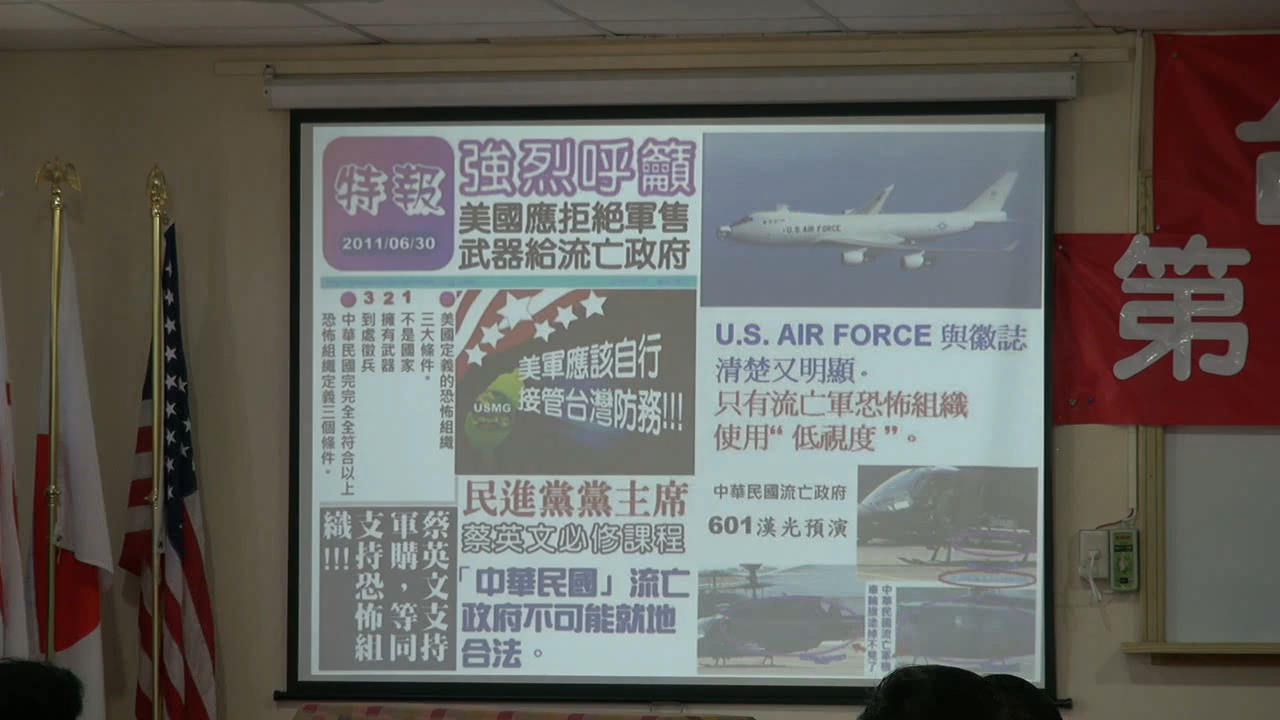 特報
2011/06/30
強烈呼籲
美國應拒絕軍售
武器給流亡政府
●美國定義的恐怖組織
三大條件。
1不是國家
2擁有武器
3到處徵兵
●中華民國完完全全符合以上
恐怖組織定義三個條件。
蔡英文支持
軍購，等同
支持恐怖組
織!!!
美軍應該自行
接管台灣防務!!!
USMG
民進黨黨主席
蔡英文必修課程
「中華民國」流亡
政府不可能就地
合法。
U.S. AIR FORCE
U.S. AIR FORCE 與徽誌
清楚又明顯。
只有流亡軍恐怖組織
使用“ 低視度 ”。
中華民國流亡政府
601漢光預演
第